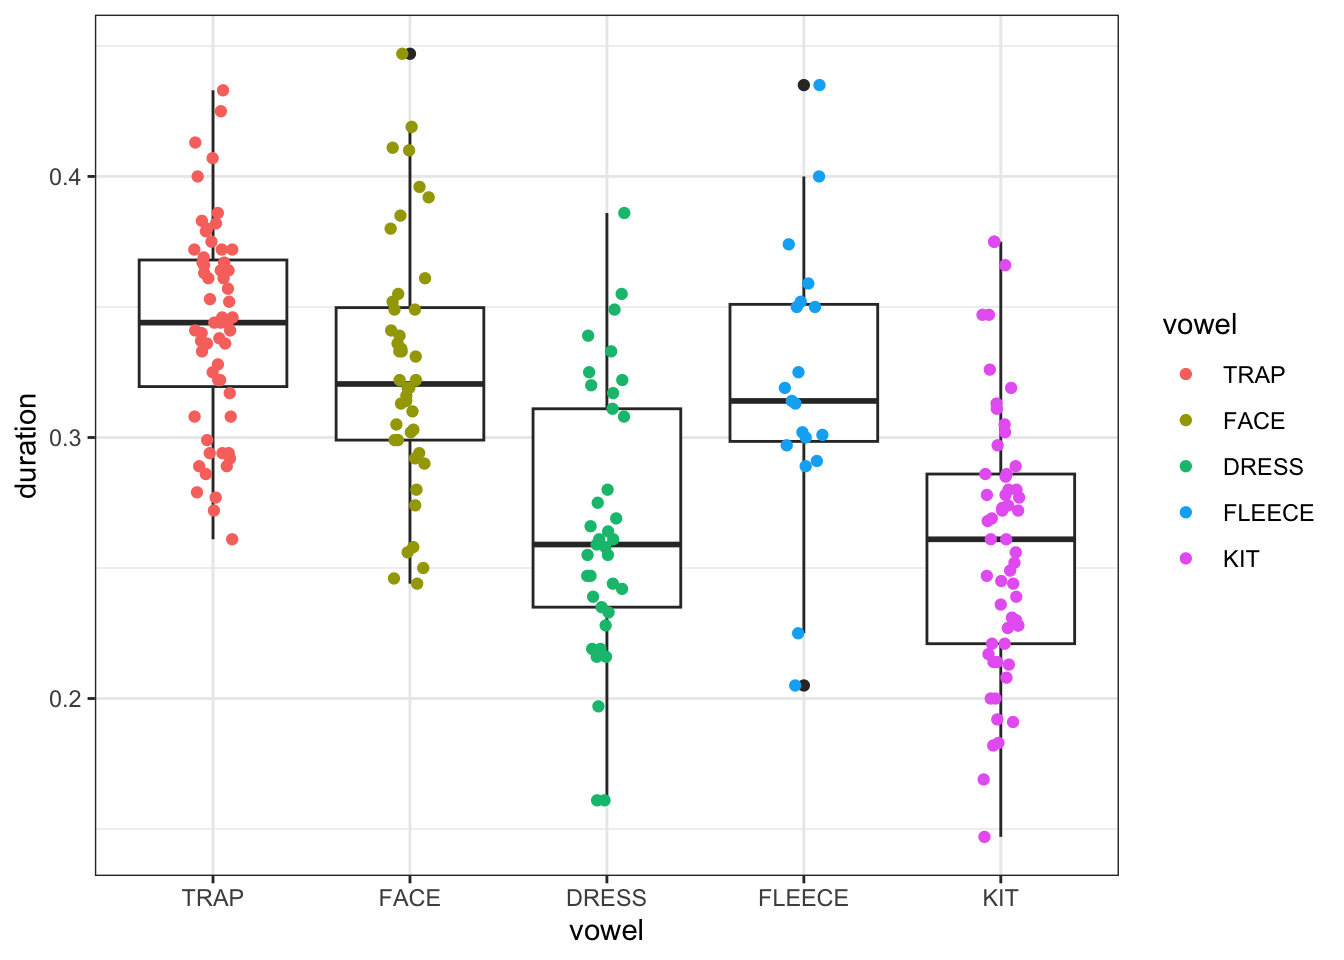 duration
0.4
0.3
0.2
TRAP FACE DRESS FLEECE KIT
vowel
vowel
TRAP
FACE
DRESS
FLEECE
KIT